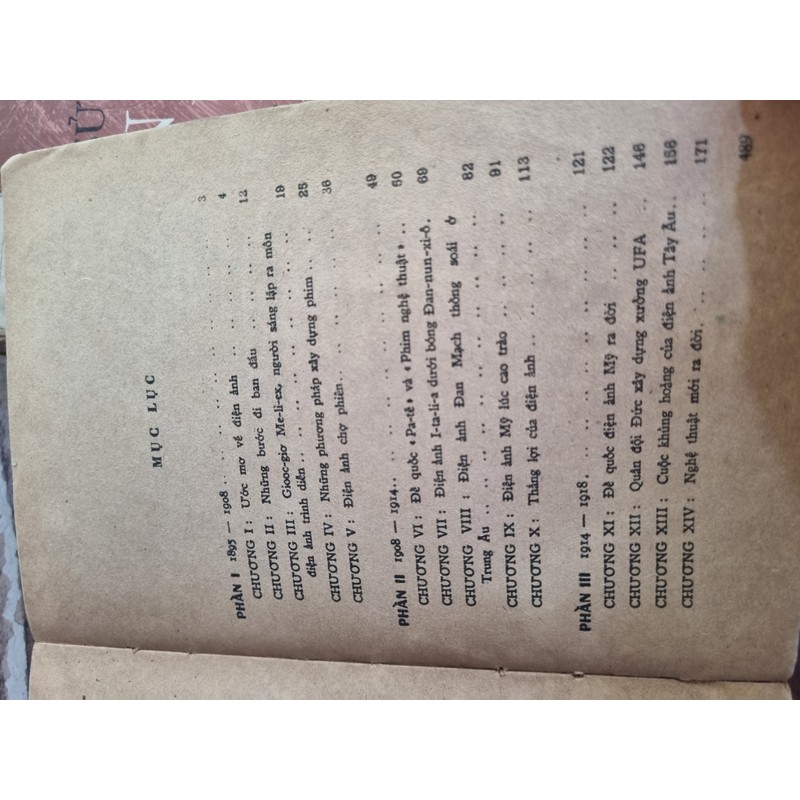 ỬN
MỤC LỤC
PHẦN I 1895 — 1908 .. .. .. .. .. .. .. .. .. .. 3
CHƯƠNG I : Ước mơ về điện ảnh .. .. .. .. .. .. 4
CHƯƠNG II : Những bước đi ban đầu .. .. .. .. .. 12
CHƯƠNG III : Giooc-giơ Me-li-ex, người sáng lập ra môn
điện ảnh trình diễn .. .. .. .. .. .. .. .. 19
CHƯƠNG IV : Những phương pháp xây dựng phim .. .. 25
CHƯƠNG V : Điện ảnh chợ phiên.. .. .. .. .. .. 36
PHẦN II 1908 — 1914.. .. .. .. .. .. .. .. .. .. 49
CHƯƠNG VI : Đế quốc «Pa-tê» và «Phim nghệ thuật» .. 50
CHƯƠNG VII : Điện ảnh I-ta-li-a dưới bóng Đan-nun-xi-ô. 69
CHƯƠNG VIII : Điện ảnh Đan Mạch thống soái ở
Trung Âu .. .. .. .. .. .. .. .. .. .. 82
CHƯƠNG IX : Điện ảnh Mỹ lúc cao trào .. .. .. .. 91
CHƯƠNG X : Thắng lợi của điện ảnh .. .. .. .. .. 113
PHẦN III 1914 — 1918.. .. .. .. .. .. .. .. .. .. 121
CHƯƠNG XI : Đế quốc điện ảnh Mỹ ra đời .. .. .. 122
CHƯƠNG XII : Quân đội Đức xây dựng xưởng UFA .. 146
CHƯƠNG XIII : Cuộc khủng hoảng của điện ảnh Tây Âu.. 156
CHƯƠNG XIV : Nghệ thuật mới ra đời. .. .. .. .. .. 171
489